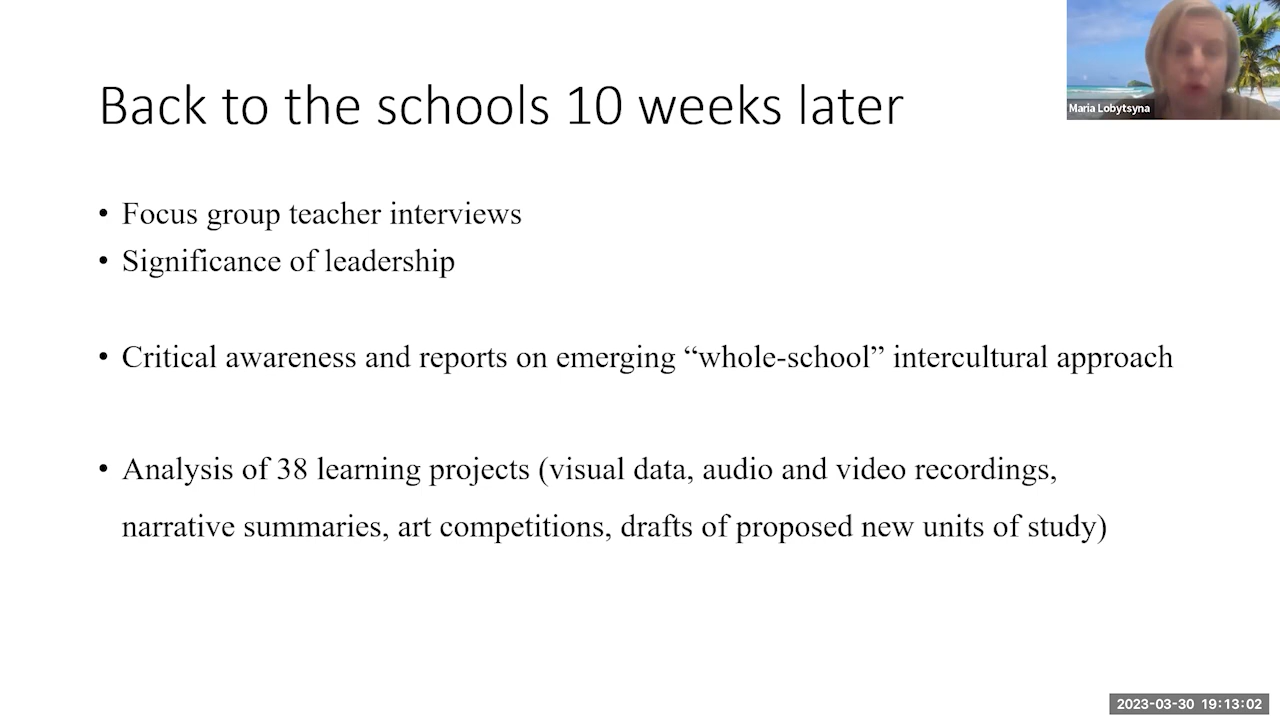 Back to the schools 10 weeks later
Maria Lobytsyna
• Focus group teacher interviews
• Significance of leadership
• Critical awareness and reports on emerging “whole-school” intercultural approach
• Analysis of 38 learning projects (visual data, audio and video recordings,
narrative summaries, art competitions, drafts of proposed new units of study)
2023-03-30 19:13:02